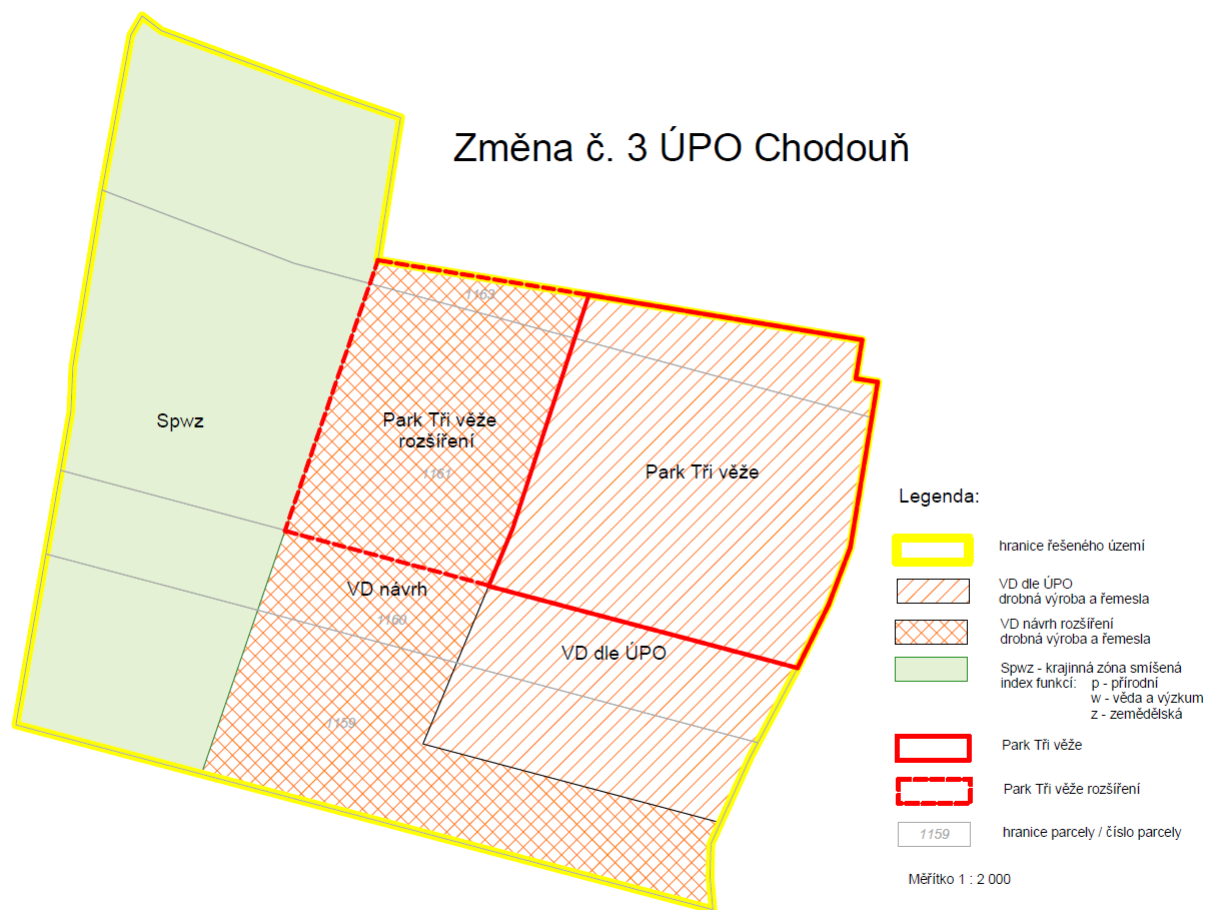 Změna č. 3 ÚPO Chodouň
1163
Spwz
Park Tři věže
rozšíření
1161
Park Tři věže
VD návrh
1160
VD dle ÚPO
1159
Legenda:
hranice řešeného území
VD dle ÚPO
drobná výroba a řemesla
VD návrh rozšíření
drobná výroba a řemesla
Spwz - krajinná zóna smíšená
index funkcí: p - přírodní
w - věda a výzkum
z - zemědělská
Park Tři věže
Park Tři věže rozšíření
1159 hranice parcely / číslo parcely
Měřítko 1 : 2 000